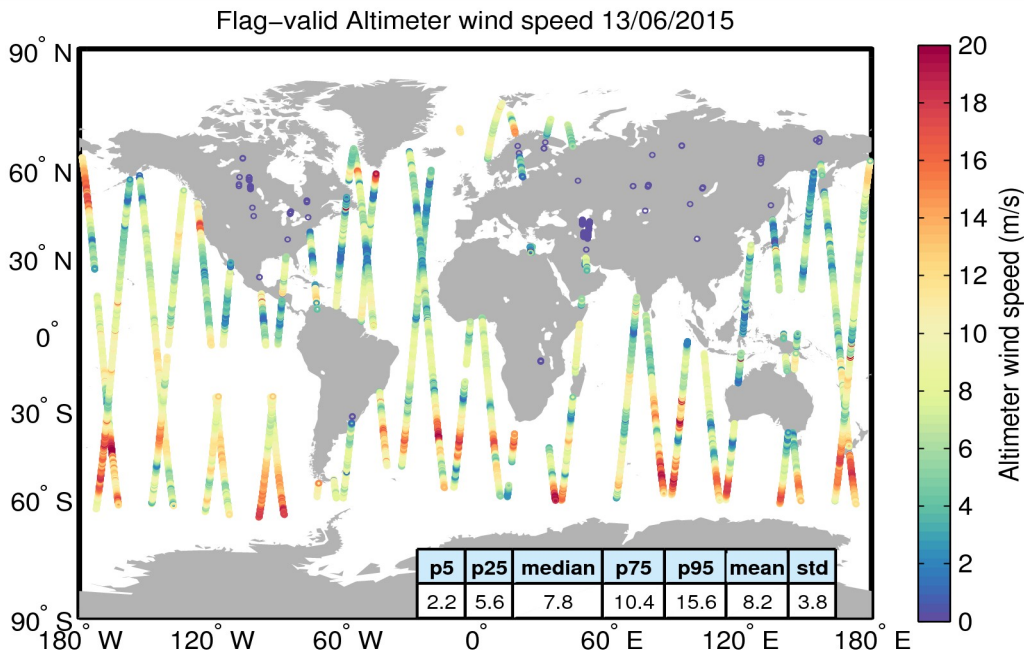 Flag−valid Altimeter wind speed 13/06/2015
90° N
60° N
30° N
0°
30° S
60° S
90° S
180° W
120° W
60° W
0°
60° E
120° E
180° E
20
18
16
14
12
10
8
6
4
2
0
Altimeter wind speed (m/s)
p5 p25 median p75 p95 mean std
2.2 5.6 7.8 10.4 15.6 8.2 3.8